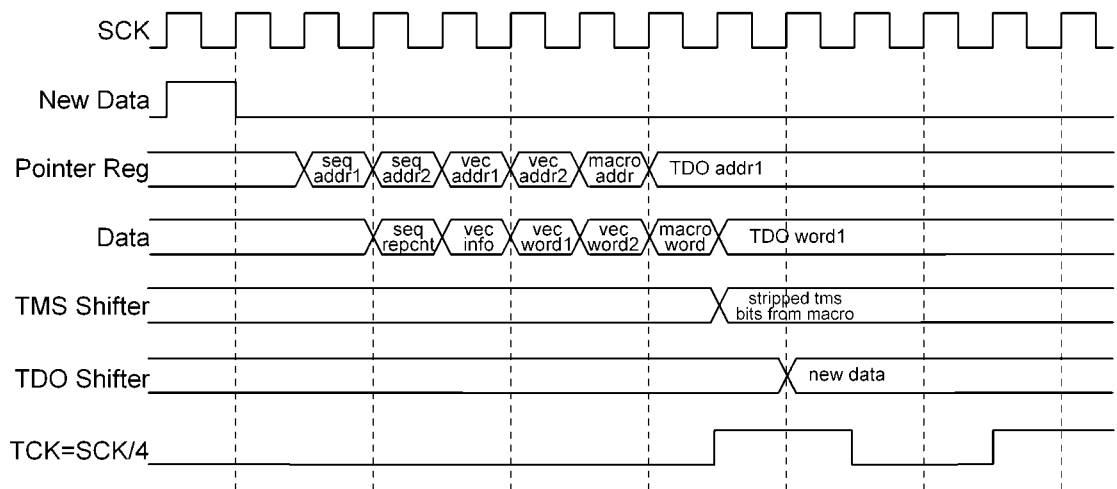 SCK
New Data
Pointer Reg
seq addr1
seq addr2
vec addr1
vec addr2
macro addr
TDO addr1
Data
seq repcnt
vec info
vec word1
vec word2
macro word
TDO word1
TMS Shifter
stripped tms
bits from macro
TDO Shifter
new data
TCK=SCK/4